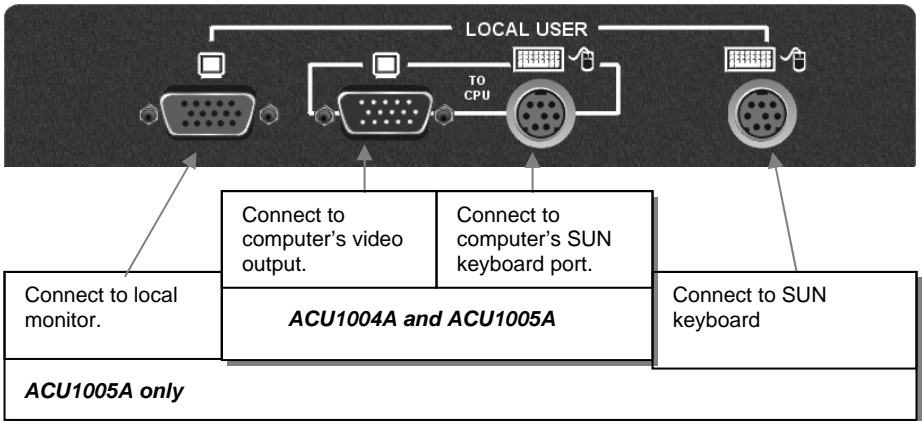 LOCAL USER
TO
CPU
Connect to
computer's video
output.
Connect to
computer's SUN
keyboard port.
Connect to local
monitor.
ACU1004A and ACU1005A
Connect to SUN
keyboard
ACU1005A only